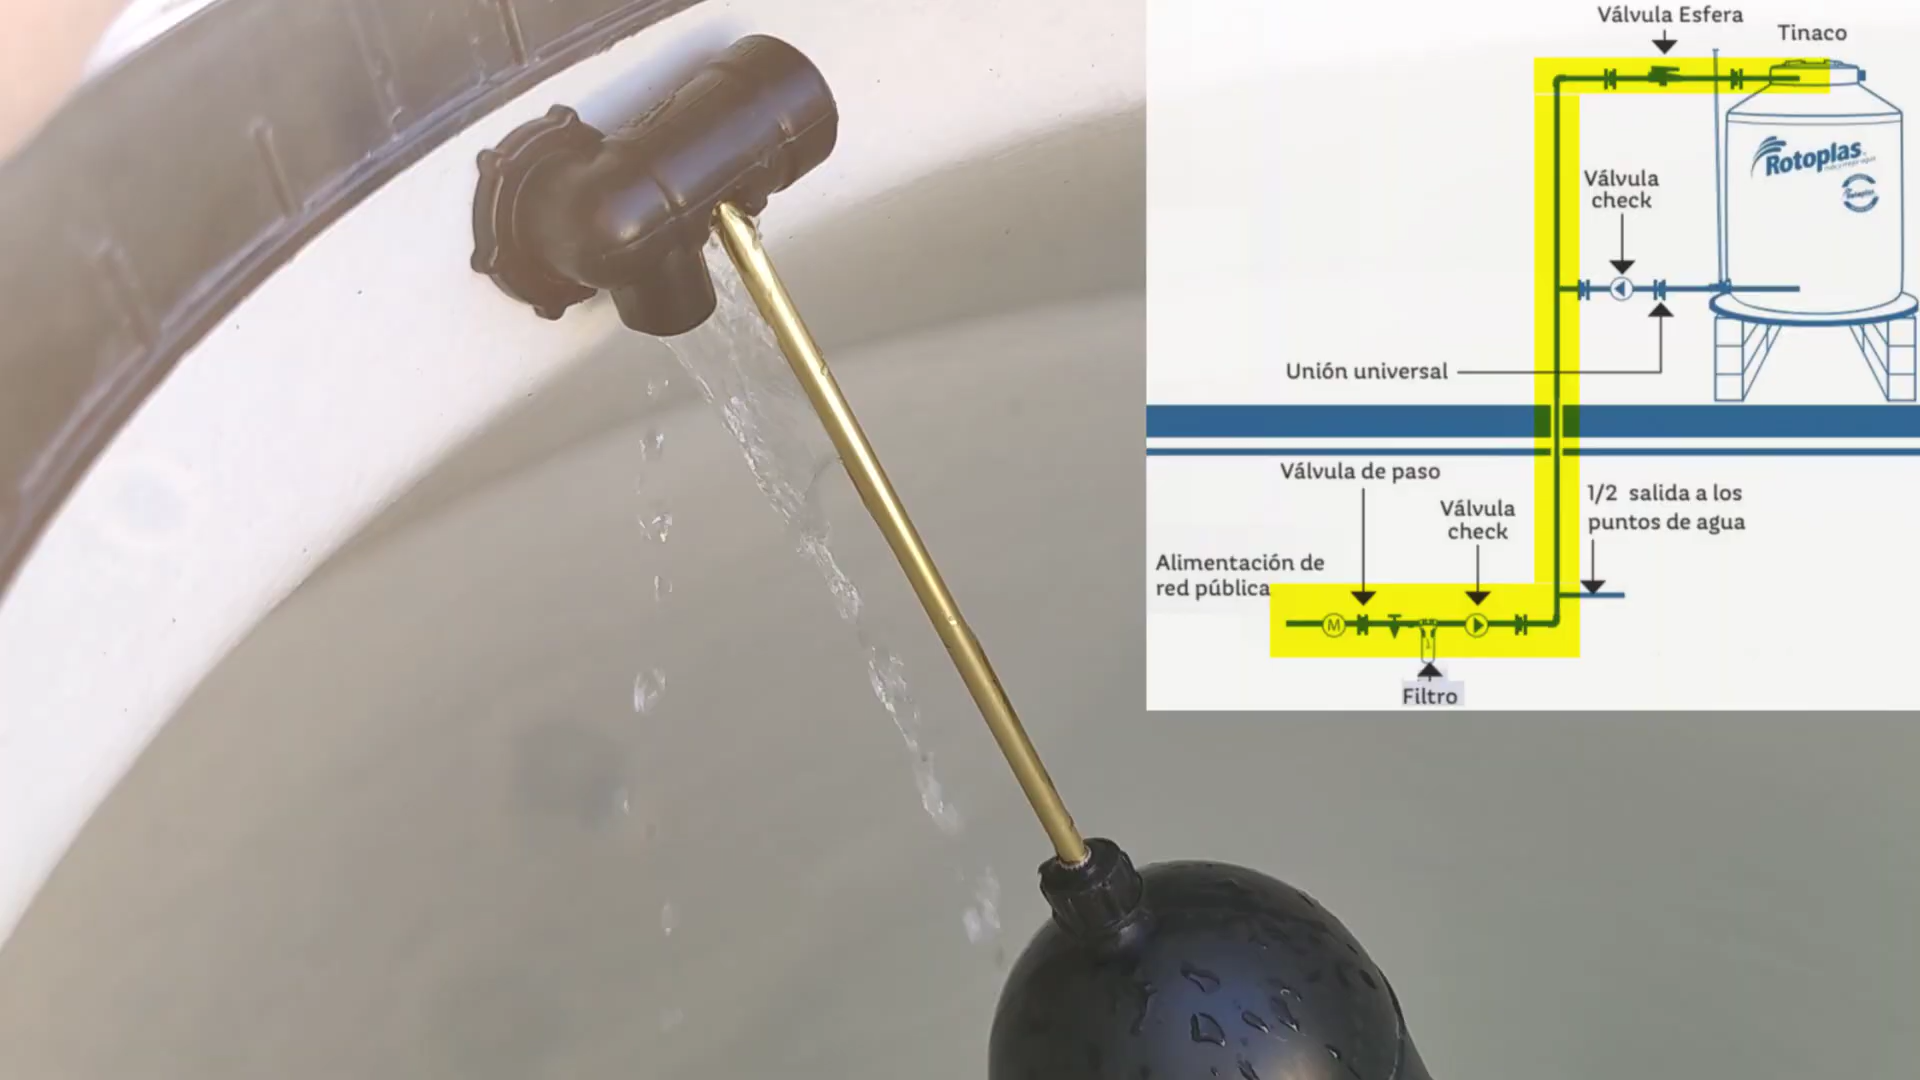 Válvula Esfera
Tinaco
Rotoplas
Válvula
check
Unión universal
Válvula de paso
Válvula
check
1/2 salida a los
puntos de agua
Alimentación de
red pública
M
Filtro